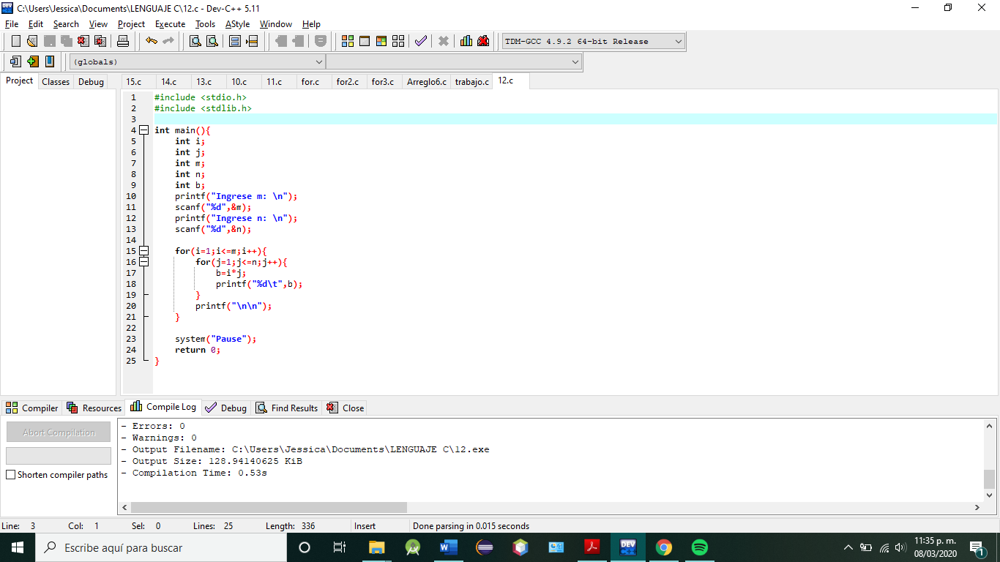 C:\Users\Jessica\Documents\LENGUAJE C\12.c - Dev-C++ 5.11
File Edit Search View Project Execute Tools AStyle Window Help
TDM-GCC 4.9.2 64-bit Release
(globals)
Project Classes Debug 15.c 14.c 13.c 10.c 11.c for.c for2.c for3.c Arreglo6.c trabajo.c 12.c
1 #include <stdio.h>
2 #include <stdlib.h>
3
4 int main(){
5 int i;
6 int j;
7 int m;
8 int n;
9 int b;
10 printf("Ingrese m: \n");
11 scanf("%d",&m);
12 printf("Ingrese n: \n");
13 scanf("%d",&n);
14
15 for(i=1;i<=m;i++){
16 for(j=1;j<=n;j++){
17 b=i*j;
18 printf("%d\t",b);
19 }
20 printf("\n\n");
21 }
22
23 system("Pause");
24 return 0;
25 }
Compiler Resources Compile Log Debug Find Results Close
Abort Compilation
Shorten compiler paths
- Errors: 0
- Warnings: 0
- Output Filename: C:\Users\Jessica\Documents\LENGUAJE C\12.exe
- Output Size: 128.94140625 KiB
- Compilation Time: 0.53s
Line: 3 Col: 1 Sel: 0 Lines: 25 Length: 336 Insert Done parsing in 0.015 seconds
Escribe aquí para buscar
11:35 p. m.
08/03/2020
1